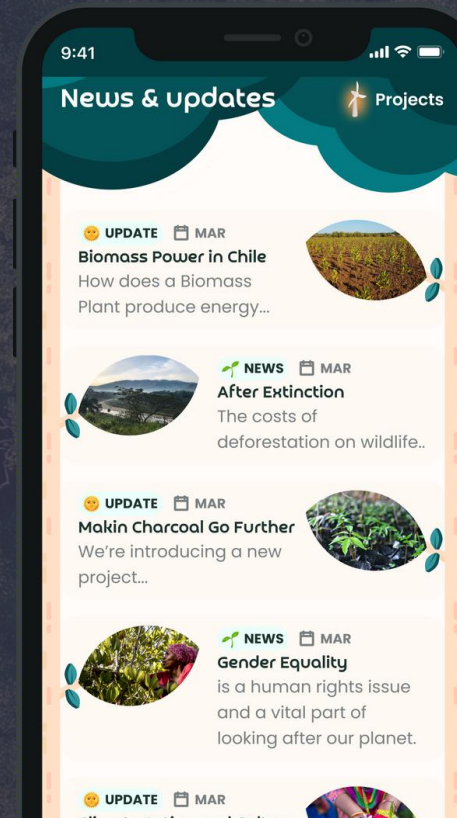 9:41
News & updates
Projects
UPDATE MAR
Biomass Power in Chile
How does a Biomass
Plant produce energy...
NEWS MAR
After Extinction
The costs of
deforestation on wildlife..
UPDATE MAR
Makin Charcoal Go Further
We're introducing a new
project...
NEWS MAR
Gender Equality
is a human rights issue
and a vital part of
looking after our planet.
UPDATE MAR